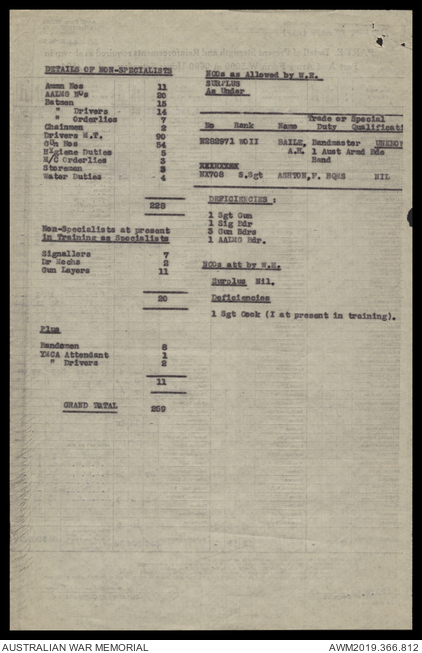 DETAILS OF NON-SPECIALISTS
Ammn Nos 11
AALMG N°s 20
Batmen 15
" Drivers 14
" Orderlies 7
Chainmen 2
Drivers M.T. 90
Gun Nos 54
Hygiene Duties 5
M/C Orderlies 3
Storemen 3
Water Duties 4
228
Non-Specialists at present
in Training as Specialists
Signallers 7
Dr Mechs 2
Gun Layers 11
20
Plus
Bandsmen 8
YMCA Attendant 1
" Drivers 2
11
GRAND TOTAL 259
NCOs as Allowed by W.E.
SURPLUS
As Under
Trade or Special
No Rank Name Duty Qualificati
N282971 WOII BAILE, Bandmaster
A.H. 1 Aust Armd Bde
Band
NX708 S.Sgt ASHTON,F. BQMS NIL
DEFICIENCIES :
1 Sgt Gun
1 Sig Bdr
5 Gun Bdrs
1 AALMG Bdr.
NCOs att by W.E.
Surplus Nil.
Deficiencies
1 Sgt Cook (1 at present in training).
AUSTRALIAN WAR MEMORIAL AWM2019.366.812